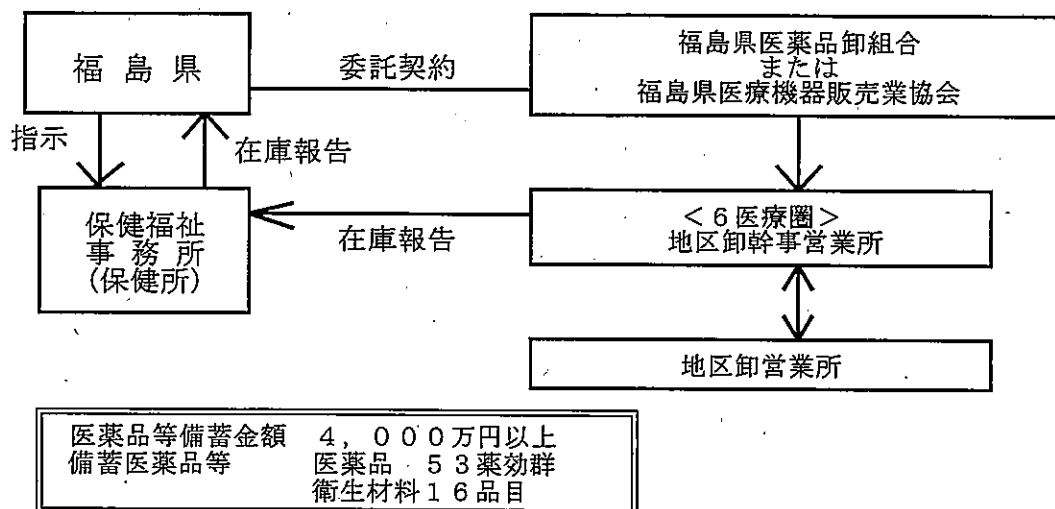 福島県
委託契約
福島県医薬品卸組合
または
福島県医療機器販売業協会
指示
在庫報告
保健福祉
事務所
(保健所)
在庫報告
＜６医療圏＞
地区卸幹事営業所
地区卸営業所
医薬品等備蓄金額　４，０００万円以上
備蓄医薬品等　医薬品　５３薬効群
衛生材料１６品目